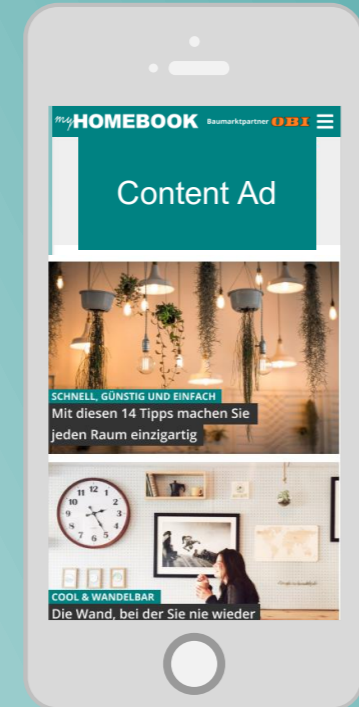 myHOMEBOOK Baumarktpartner OBI
Content Ad
SCHNELL, GÜNSTIG UND EINFACH
Mit diesen 14 Tipps machen Sie
jeden Raum einzigartig
COOL & WANDELBAR
Die Wand, bei der Sie nie wieder